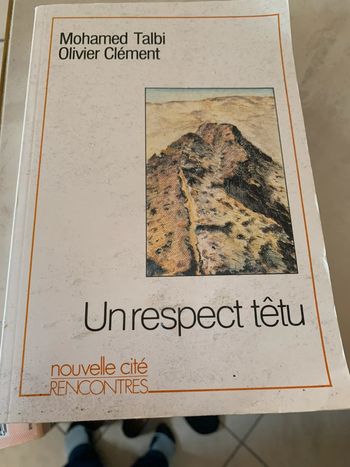 Mohamed Talbi
Olivier Clément
Un respect têtu
nouvelle cité
RENCONTRES